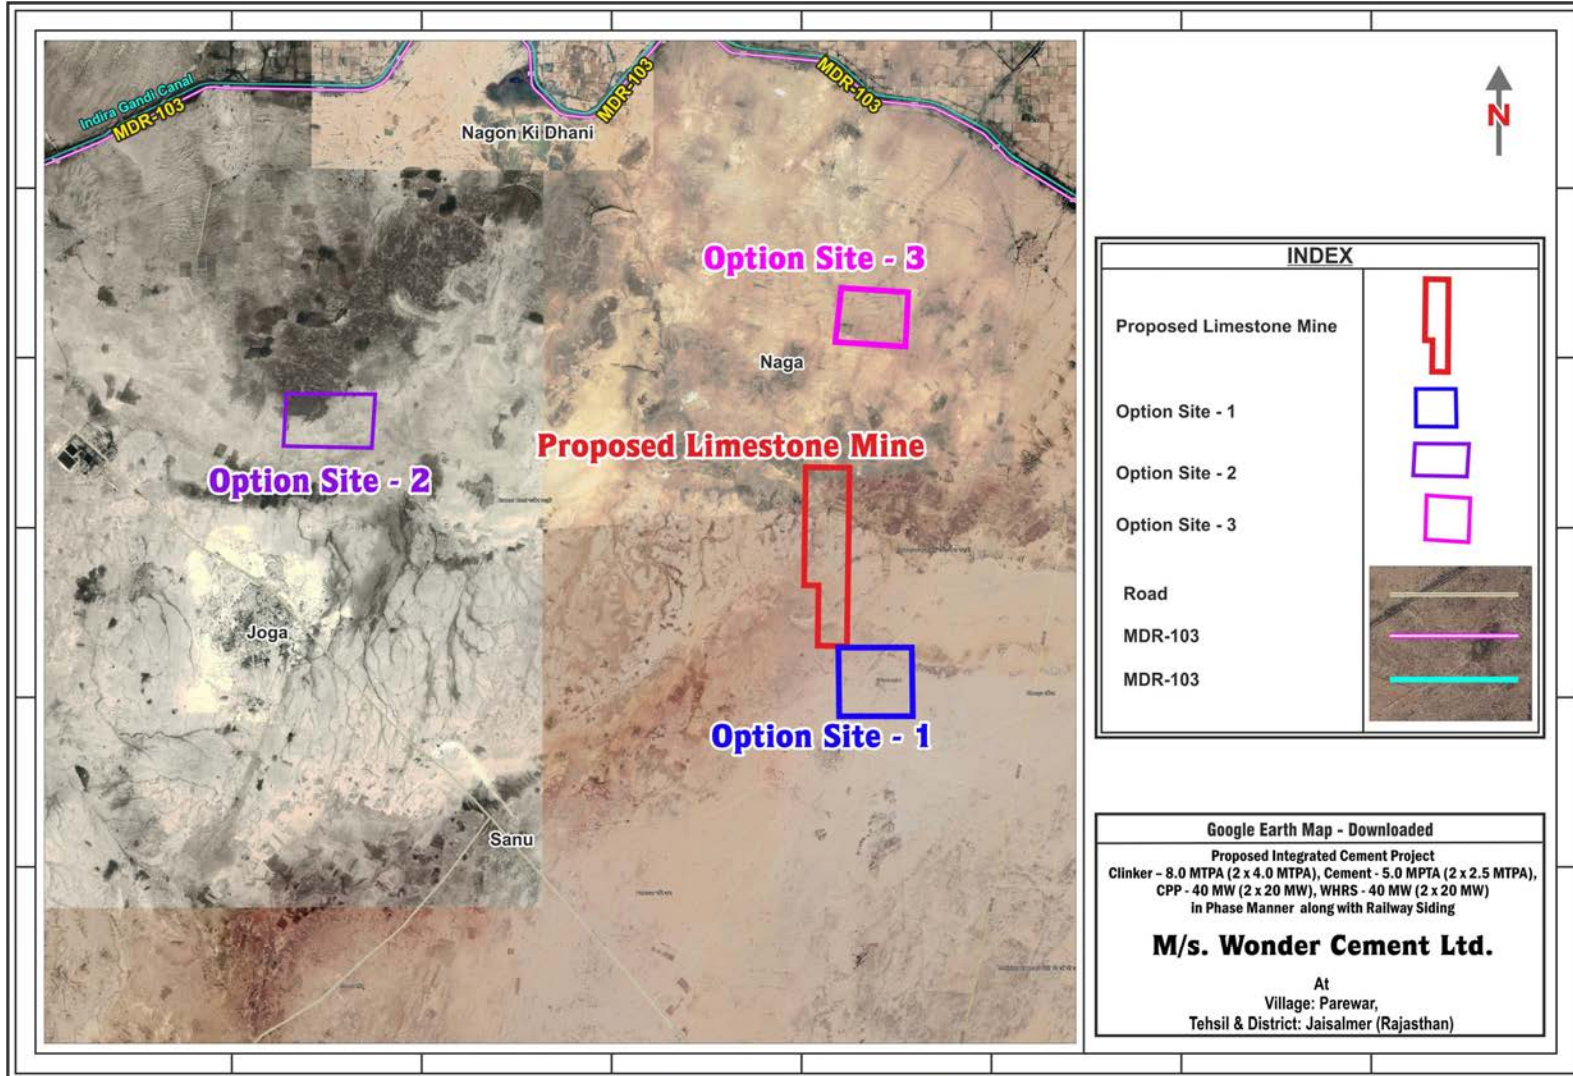 Indira Gandi Canal
MDR-103
MDR-103
MDR-103
Nagon Ki Dhani
Option Site - 3
Naga
Proposed Limestone Mine
Option Site - 2
Joga
Option Site - 1
Sanu
N
INDEX
Proposed Limestone Mine
Option Site - 1
Option Site - 2
Option Site - 3
Road
MDR-103
MDR-103
Google Earth Map - Downloaded
Proposed Integrated Cement Project
Clinker – 8.0 MTPA (2 x 4.0 MTPA), Cement - 5.0 MPTA (2 x 2.5 MTPA),
CPP - 40 MW (2 x 20 MW), WHRS - 40 MW (2 x 20 MW)
in Phase Manner along with Railway Siding
M/s. Wonder Cement Ltd.
At
Village: Parewar,
Tehsil & District: Jaisalmer (Rajasthan)